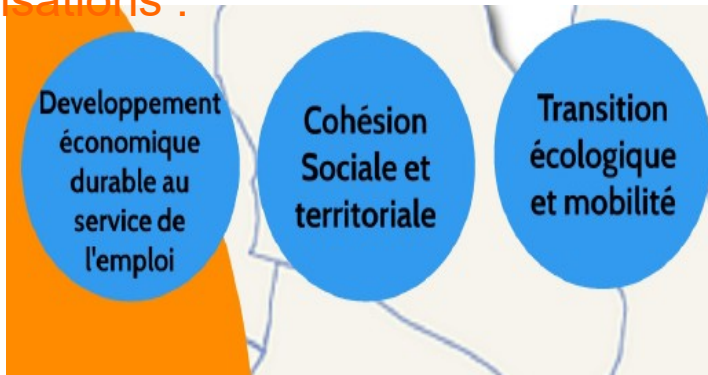 Developpement
économique
durable au
service de
l'emploi
Cohésion
Sociale et
territoriale
Transition
écologique
et mobilité